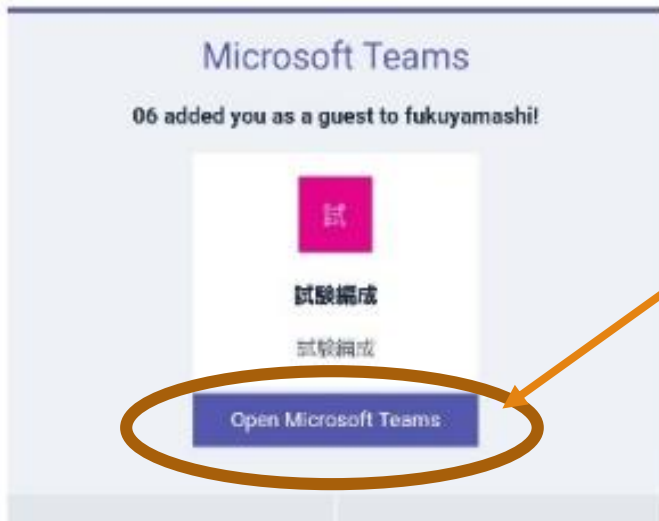 Microsoft Teams
06 added you as a guest to fukuyamashi!
試
試験編成
試験編成
Open Microsoft Teams